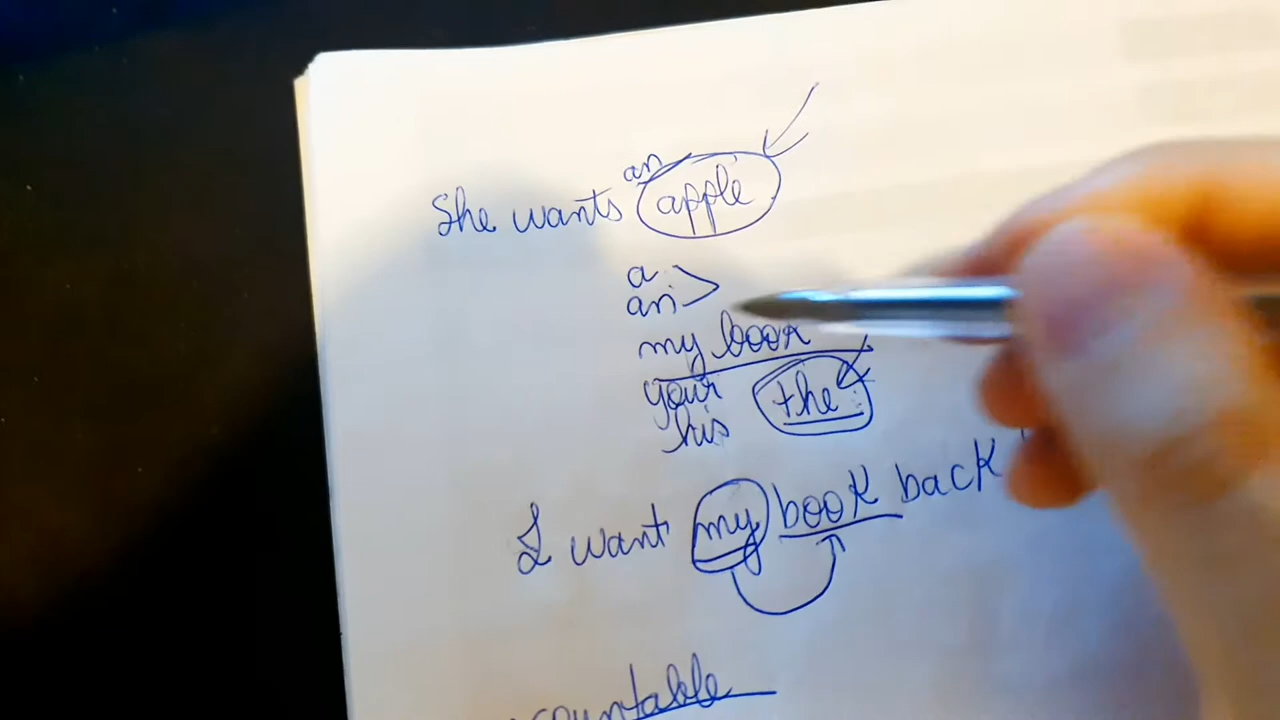 an
She wants apple
a
an
my book
your the
his
I want my book back
countable